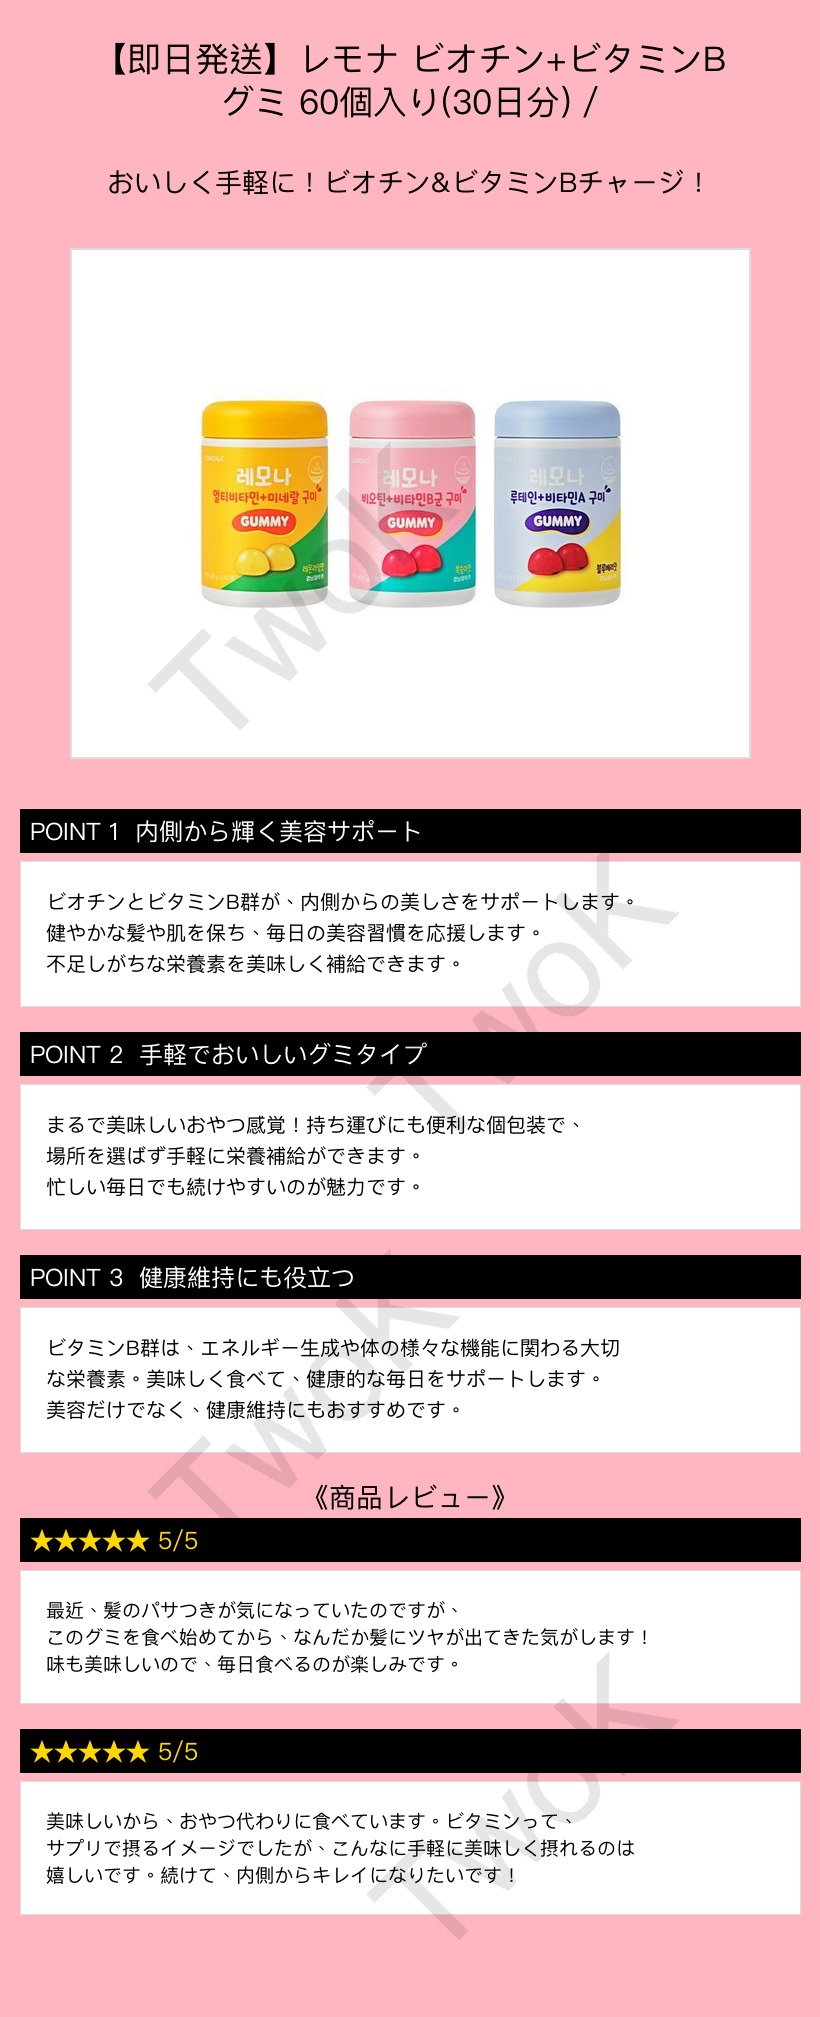 【即日発送】レモナ ビオチン+ビタミンB
グミ 60個入り(30日分) /
おいしく手軽に！ビオチン&ビタミンBチャージ！
레모나
멀티비타민+미네랄 구미
GUMMY
레몬라임맛
레모나
비오틴+비타민B군 구미
GUMMY
복숭아맛
레모나
루테인+비타민A 구미
GUMMY
블루베리맛
TwoK
POINT 1 内側から輝く美容サポート
ビオチンとビタミンB群が、内側からの美しさをサポートします。
健やかな髪や肌を保ち、毎日の美容習慣を応援します。
不足しがちな栄養素を美味しく補給できます。
TwoK
POINT 2 手軽でおいしいグミタイプ
まるで美味しいおやつ感覚！持ち運びにも便利な個包装で、
場所を選ばず手軽に栄養補給ができます。
忙しい毎日でも続けやすいのが魅力です。
POINT 3 健康維持にも役立つ
ビタミンB群は、エネルギー生成や体の様々な機能に関わる大切
な栄養素。美味しく食べて、健康的な毎日をサポートします。
美容だけでなく、健康維持にもおすすめです。
TwoK
《商品レビュー》
★★★★★ 5/5
最近、髪のパサつきが気になっていたのですが、
このグミを食べ始めてから、なんだか髪にツヤが出てきた気がします！
味も美味しいので、毎日食べるのが楽しみです。
★★★★★ 5/5
美味しいから、おやつ代わりに食べています。ビタミンって、
サプリで摂るイメージでしたが、こんなに手軽に美味しく摂れるのは
嬉しいです。続けて、内側からキレイになりたいです！
TwoK